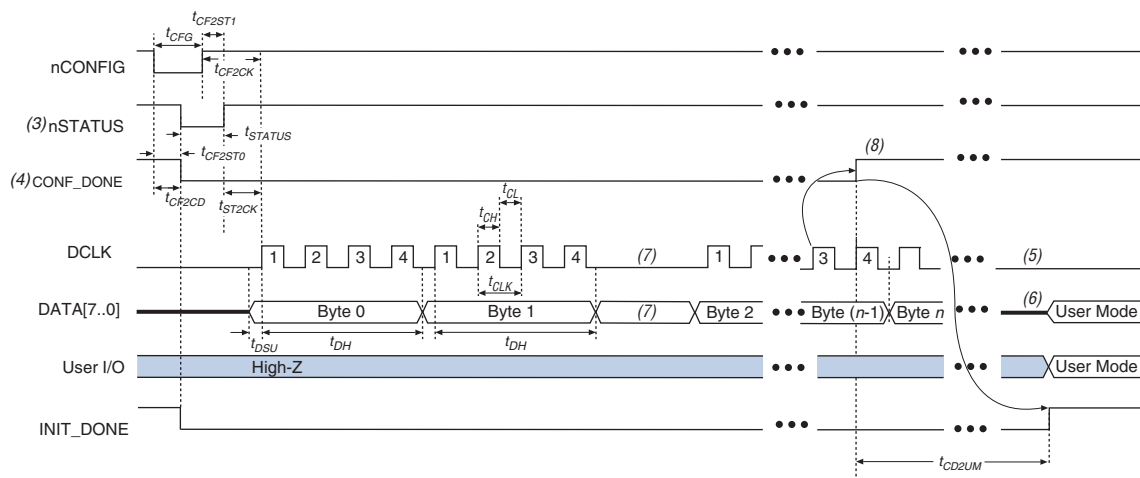 tCF2ST1
tCFG
nCONFIG
tCF2CK
(3) nSTATUS
tSTATUS
tCF2ST0
(8)
(4) CONF_DONE
tCL
tCF2CD
tST2CK
tCH
DCLK 1 2 3 4 1 2 3 4 (7) 1 3 4 (5)
tCLK
DATA[7..0] Byte 0 Byte 1 (7) Byte 2 Byte (n-1) Byte n (6) User Mode
tDSU tDH tDH
User I/O High-Z User Mode
INIT_DONE
tCD2UM